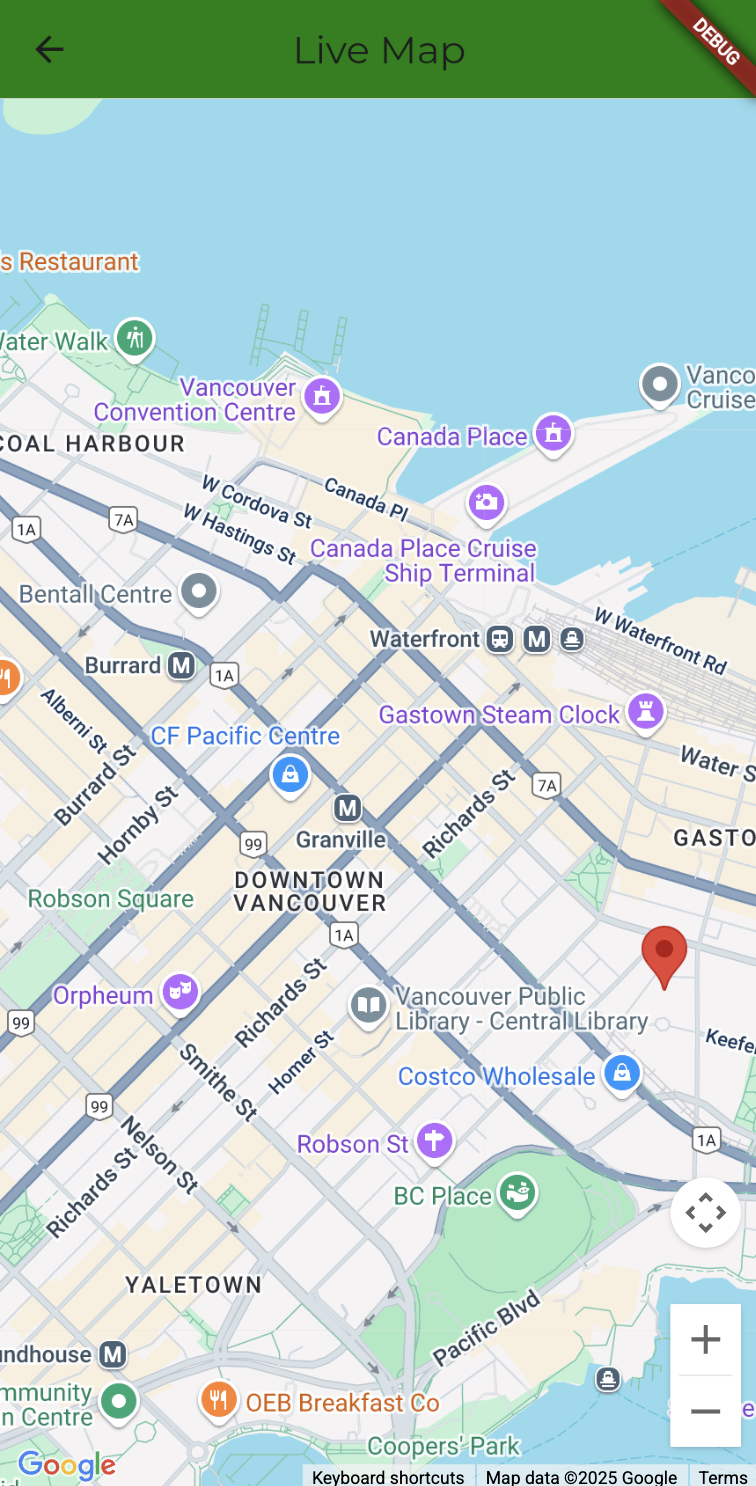 Live Map
DEBUG
s Restaurant
Water Walk
Vancouver
Convention Centre
Vanco
Cruise
Canada Place
COAL HARBOUR
W Cordova St
Canada Pl
7A
1A
W Hastings St
Canada Place Cruise
Ship Terminal
Bentall Centre
W Waterfront Rd
Waterfront
M
Burrard
M
1A
Alberni St
Gastown Steam Clock
CF Pacific Centre
Water S
Burrard St
Hornby St
7A
M
Richards St
Granville
99
GASTO
DOWNTOWN
VANCOUVER
Robson Square
1A
Orpheum
Richards St
Vancouver Public
Library - Central Library
99
Homer St
Keefe
Smithe St
Costco Wholesale
99
Nelson St
Robson St
1A
Richards St
BC Place
YALETOWN
Pacific Blvd
undhouse
M
mmunity
n Centre
OEB Breakfast Co
e
Coopers' Park
Google
Keyboard shortcuts
Map data ©2025 Google
Terms